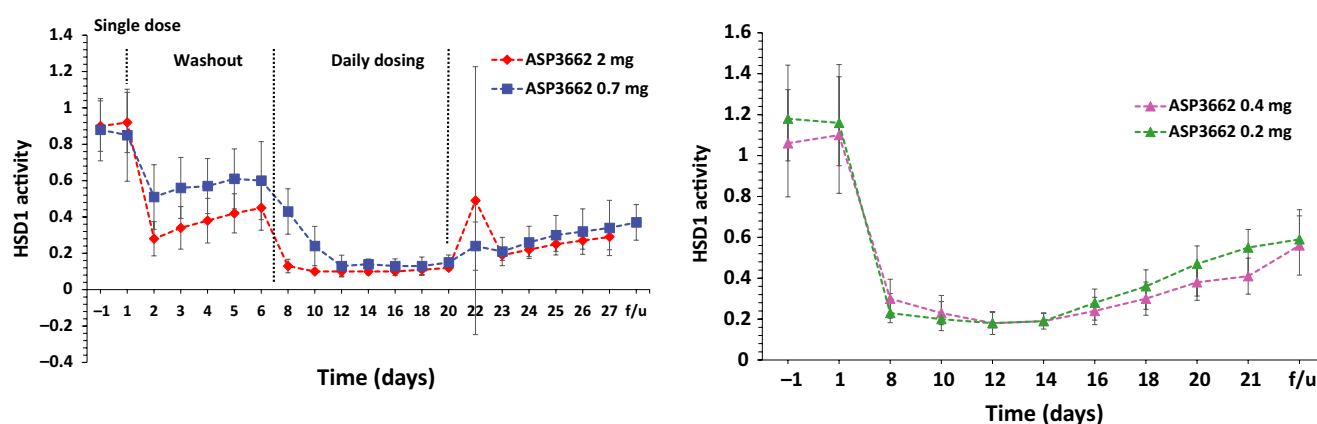 Single dose
Washout
Daily dosing
ASP3662 2 mg
ASP3662 0.7 mg
HSD1 activity
1.4
1.2
1
0.8
0.6
0.4
0.2
0
–0.2
–0.4
–1 1 2 3 4 5 6 8 10 12 14 16 18 20 22 23 24 25 26 27 f/u
Time (days)
ASP3662 0.4 mg
ASP3662 0.2 mg
HSD1 activity
1.6
1.4
1.2
1
0.8
0.6
0.4
0.2
0
–1 1 8 10 12 14 16 18 20 21 f/u
Time (days)